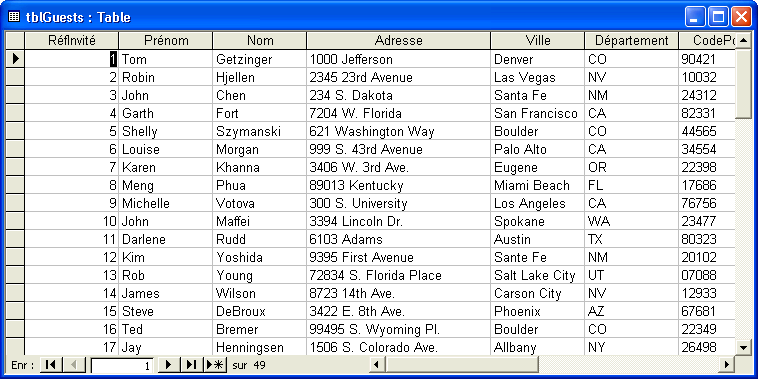 tblGuests : Table
RéfInvité Prénom Nom Adresse Ville Département CodePo
1 Tom Getzinger 1000 Jefferson Denver CO 90421
2 Robin Hjellen 2345 23rd Avenue Las Vegas NV 10032
3 John Chen 234 S. Dakota Santa Fe NM 24312
4 Garth Fort 7204 W. Florida San Francisco CA 82331
5 Shelly Szymanski 621 Washington Way Boulder CO 44565
6 Louise Morgan 999 S. 43rd Avenue Palo Alto CA 34554
7 Karen Khanna 3406 W. 3rd Ave. Eugene OR 22398
8 Meng Phua 89013 Kentucky Miami Beach FL 17686
9 Michelle Votova 300 S. University Los Angeles CA 76756
10 John Maffei 3394 Lincoln Dr. Spokane WA 23477
11 Darlene Rudd 6103 Adams Austin TX 80323
12 Kim Yoshida 9395 First Avenue Sante Fe NM 20102
13 Rob Young 72834 S. Florida Place Salt Lake City UT 07088
14 James Wilson 8723 14th Ave. Carson City NV 12933
15 Steve DeBroux 3422 E. 8th Ave. Phoenix AZ 67681
16 Ted Bremer 99495 S. Wyoming Pl. Boulder CO 22349
17 Jay Henningsen 1506 S. Colorado Ave. Allbany NY 26498
Enr : 1 sur 49